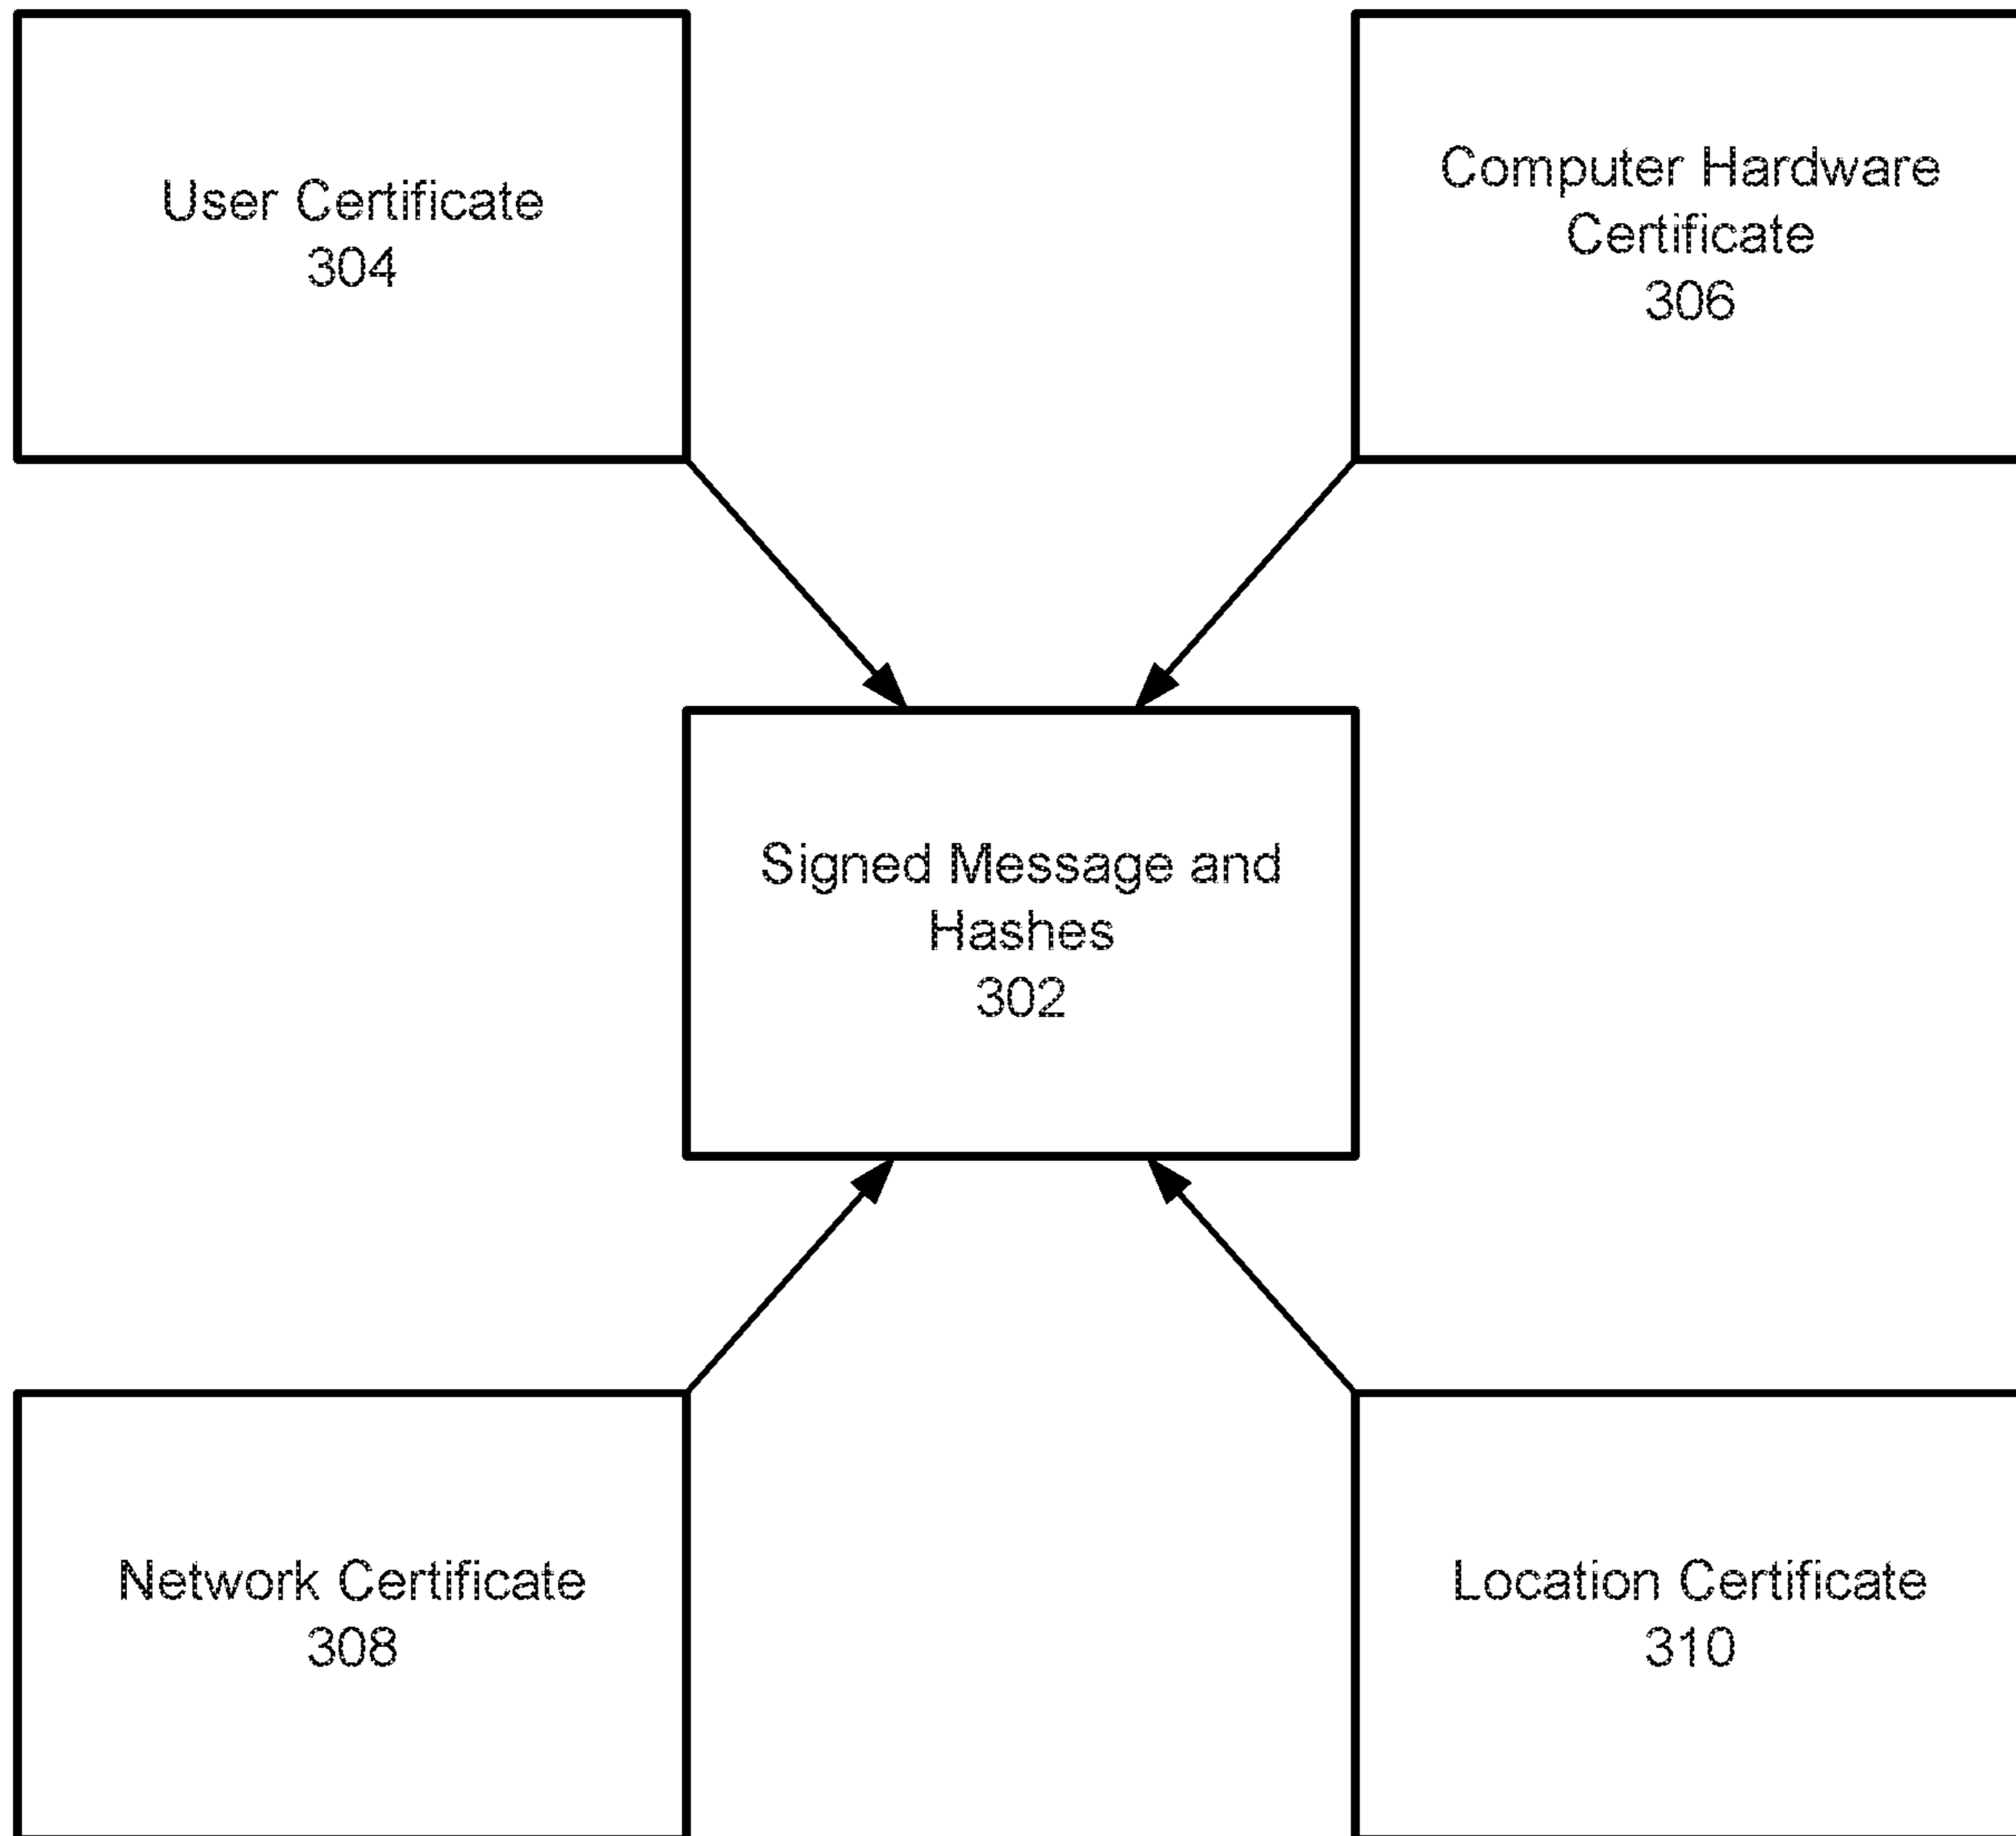 User Certificate
304
Computer Hardware
Certificate
306
Signed Message and
Hashes
302
Network Certificate
308
Location Certificate
310